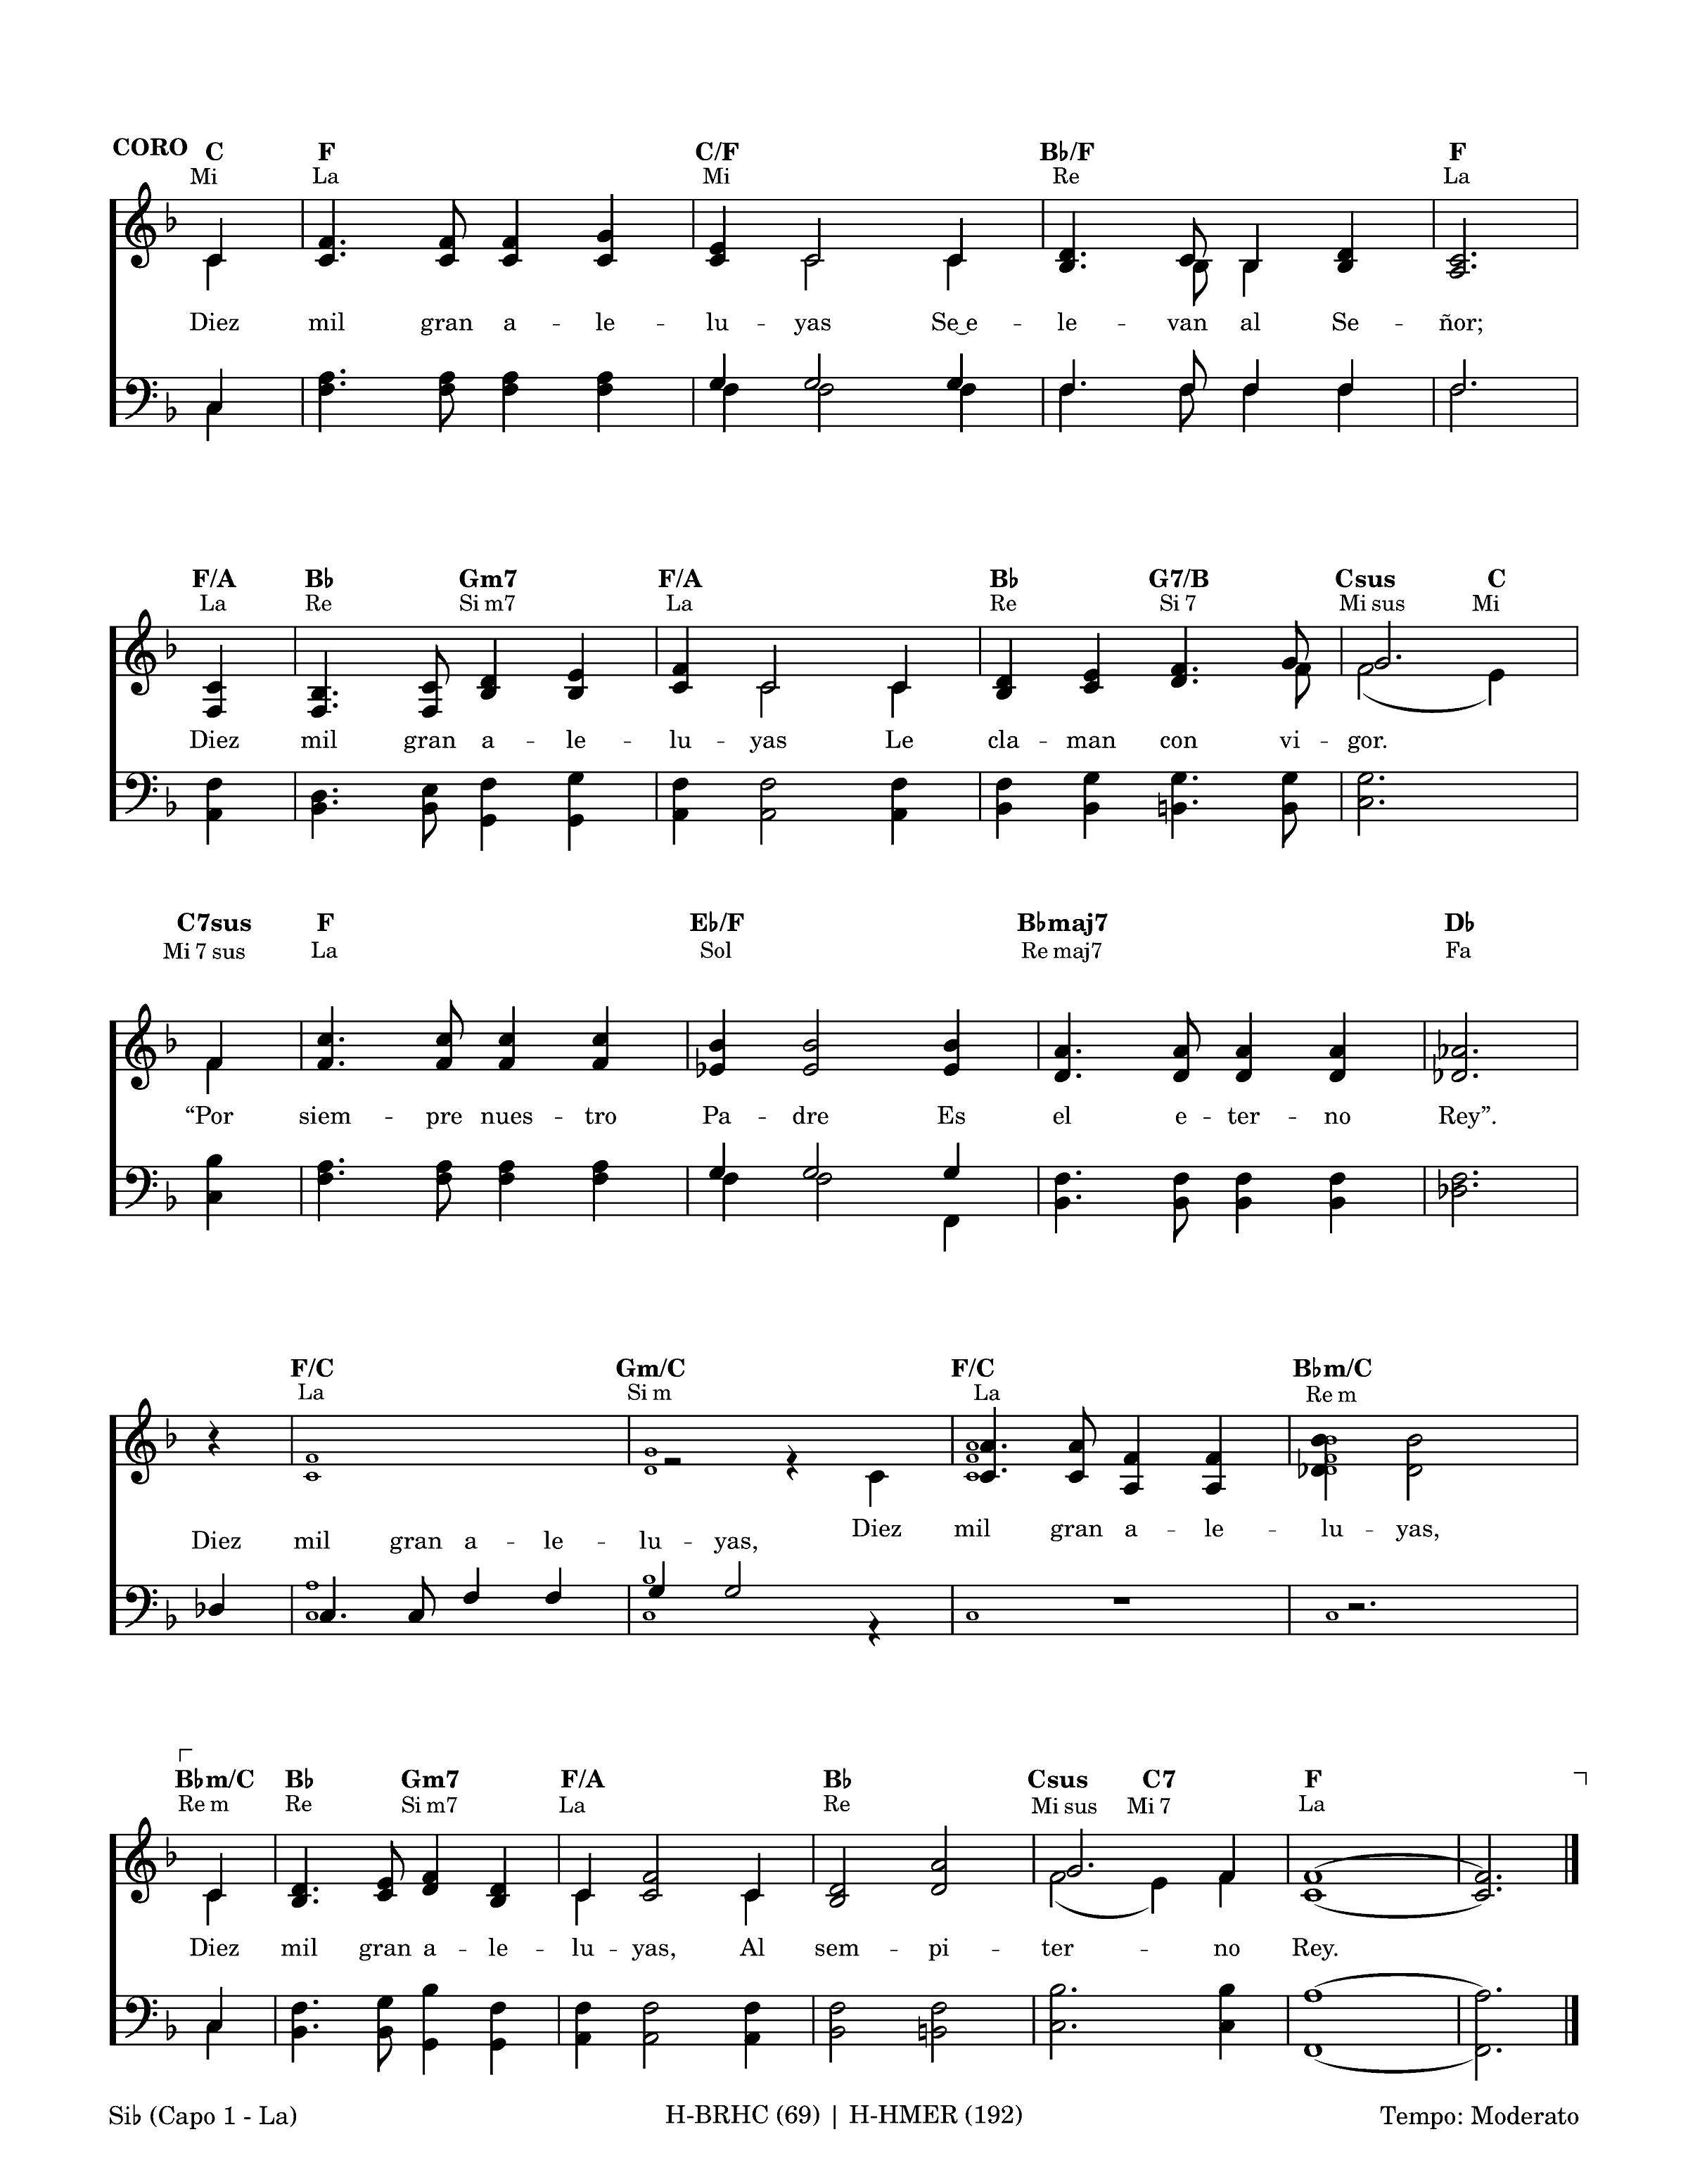 CORO C F C/F B♭/F F
Mi La Mi Re La
Diez mil gran a - le - lu - yas Se‿e - le - van al Se - ñor;
F/A B♭ Gm7 F/A B♭ G7/B Csus C
La Re Si m7 La Re Si 7 Mi sus Mi
Diez mil gran a - le - lu - yas Le cla - man con vi - gor.
C7sus F E♭/F B♭maj7 D♭
Mi 7 sus La Sol Re maj7 Fa
“Por siem - pre nues - tro Pa - dre Es el e - ter - no Rey”.
F/C Gm/C F/C B♭m/C
La Si m La Re m
Diez mil gran a - le - lu - yas, Diez mil gran a - le - lu - yas,
B♭m/C B♭ Gm7 F/A B♭ Csus C7 F
Re m Re Si m7 La Re Mi sus Mi 7 La
Diez mil gran a - le - lu - yas, Al sem - pi - ter - no Rey.
Si♭ (Capo 1 - La) H-BRHC (69) | H-HMER (192) Tempo: Moderato